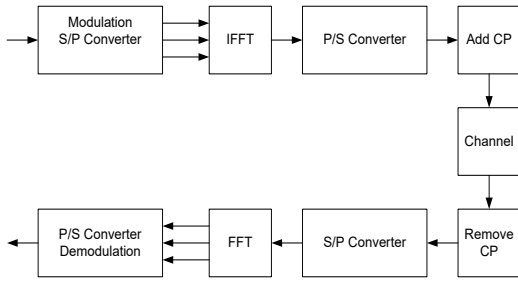 Modulation
S/P Converter
IFFT
P/S Converter
Add CP
Channel
P/S Converter
Demodulation
FFT
S/P Converter
Remove
CP